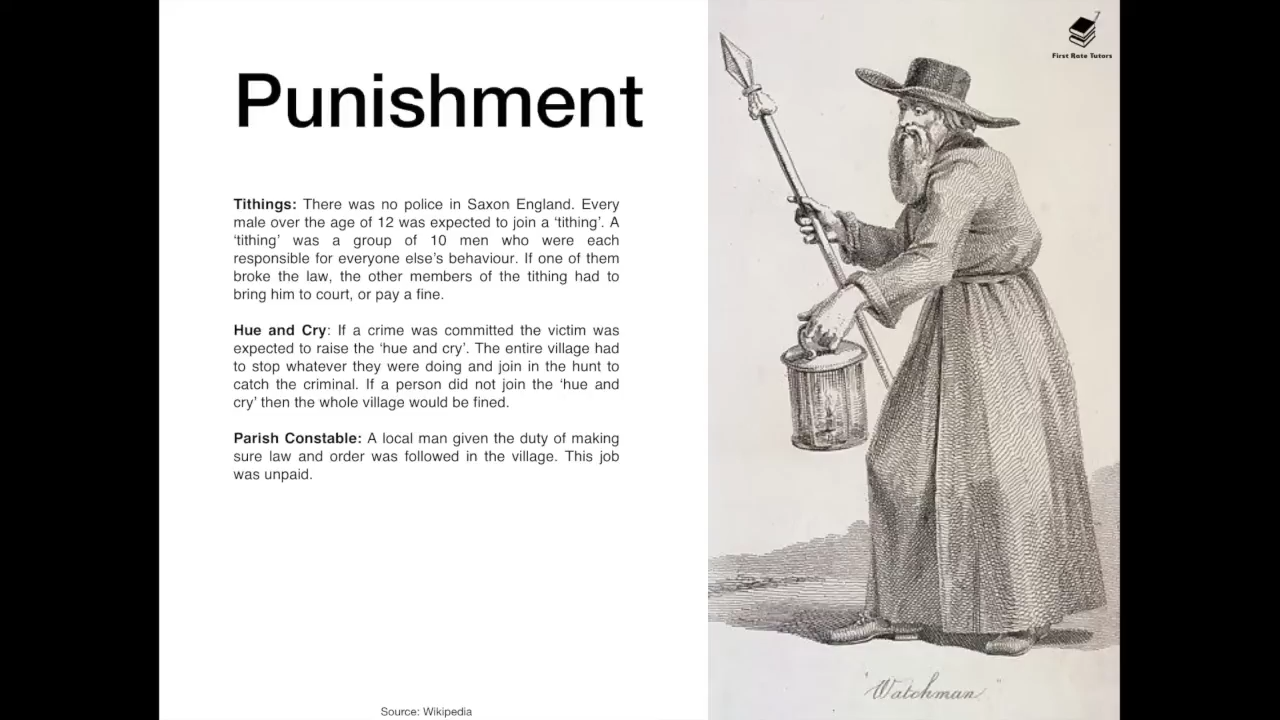 First Rate Tutors
Punishment
Tithings: There was no police in Saxon England. Every
male over the age of 12 was expected to join a ‘tithing’. A
‘tithing’ was a group of 10 men who were each
responsible for everyone else’s behaviour. If one of them
broke the law, the other members of the tithing had to
bring him to court, or pay a fine.
Hue and Cry: If a crime was committed the victim was
expected to raise the ‘hue and cry’. The entire village had
to stop whatever they were doing and join in the hunt to
catch the criminal. If a person did not join the ‘hue and
cry’ then the whole village would be fined.
Parish Constable: A local man given the duty of making
sure law and order was followed in the village. This job
was unpaid.
"Watchman"
Source: Wikipedia